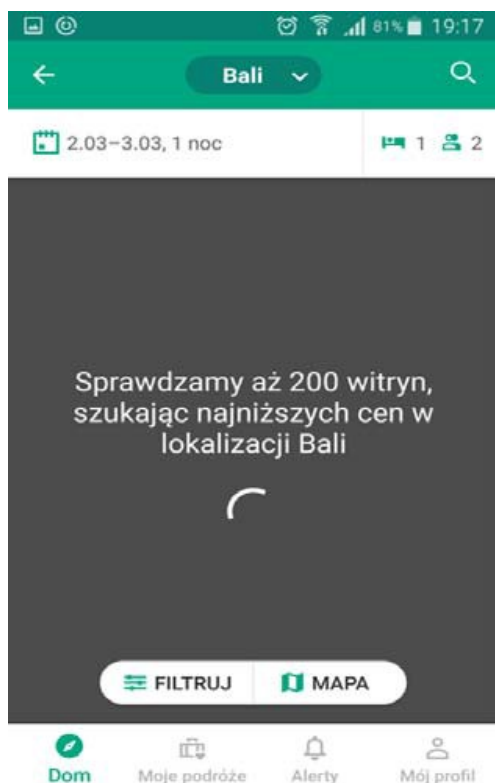 81% 19:17
Bali
2.03–3.03, 1 noc 1 2
Sprawdzamy aż 200 witryn,
szukając najniższych cen w
lokalizacji Bali
FILTRUJ MAPA
Dom Moje podróże Alerty Mój profil